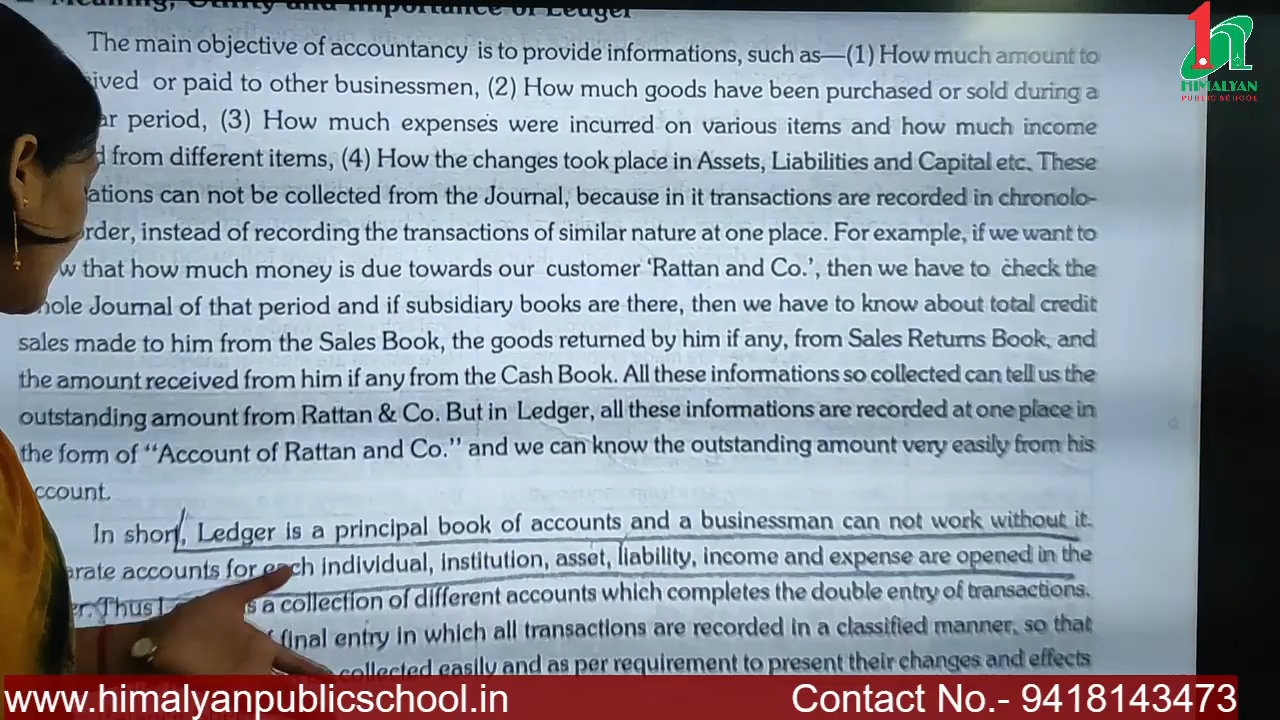 Meaning, Utility and Importance of Ledger
The main objective of accountancy is to provide informations, such as—(1) How much amount to
ived or paid to other businessmen, (2) How much goods have been purchased or sold during a
ar period, (3) How much expenses were incurred on various items and how much income
d from different items, (4) How the changes took place in Assets, Liabilities and Capital etc. These
ations can not be collected from the Journal, because in it transactions are recorded in chronolo-
rder, instead of recording the transactions of similar nature at one place. For example, if we want to
w that how much money is due towards our customer ‘Rattan and Co.’, then we have to check the
hole Journal of that period and if subsidiary books are there, then we have to know about total credit
sales made to him from the Sales Book, the goods returned by him if any, from Sales Returns Book, and
the amount received from him if any from the Cash Book. All these informations so collected can tell us the
outstanding amount from Rattan & Co. But in Ledger, all these informations are recorded at one place in
the form of “Account of Rattan and Co.” and we can know the outstanding amount very easily from his
ccount.
In short, Ledger is a principal book of accounts and a businessman can not work without it.
rate accounts for each individual, institution, asset, liability, income and expense are opened in the
er. Thus L s a collection of different accounts which completes the double entry of transactions.
f final entry in which all transactions are recorded in a classified manner, so that
collected easily and as per requirement to present their changes and effects
HIMALYAN
PUBLIC SCHOOL
www.himalyanpublicschool.in
Contact No.- 9418143473